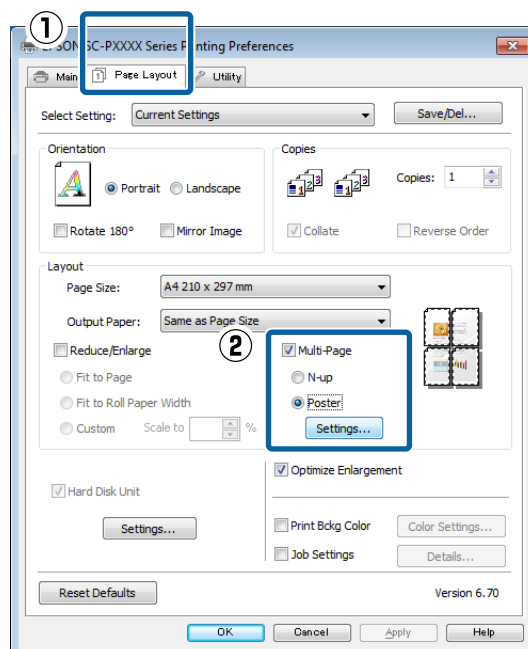 1
EPSON SC-PXXXX Series Printing Preferences
Main Page Layout Utility
Select Setting: Current Settings Save/Del...
Orientation Copies
Portrait Landscape Copies: 1
Rotate 180° Mirror Image Collate Reverse Order
Layout
Page Size: A4 210 x 297 mm
Output Paper: Same as Page Size
2
Reduce/Enlarge Multi-Page
Fit to Page N-up
Fit to Roll Paper Width Poster
Custom Scale to % Settings...
Optimize Enlargement
Hard Disk Unit
Settings... Print Bckg Color Color Settings...
Job Settings Details...
Reset Defaults Version 6.70
OK Cancel Apply Help